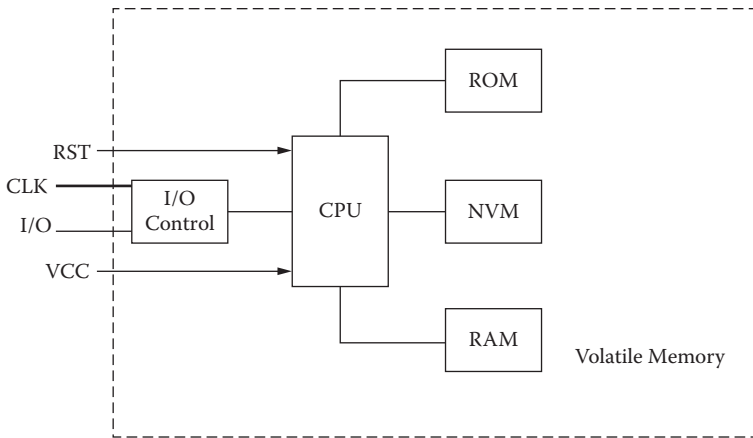 ROM
RST
CLK
I/O
Control
CPU
NVM
I/O
VCC
RAM
Volatile Memory